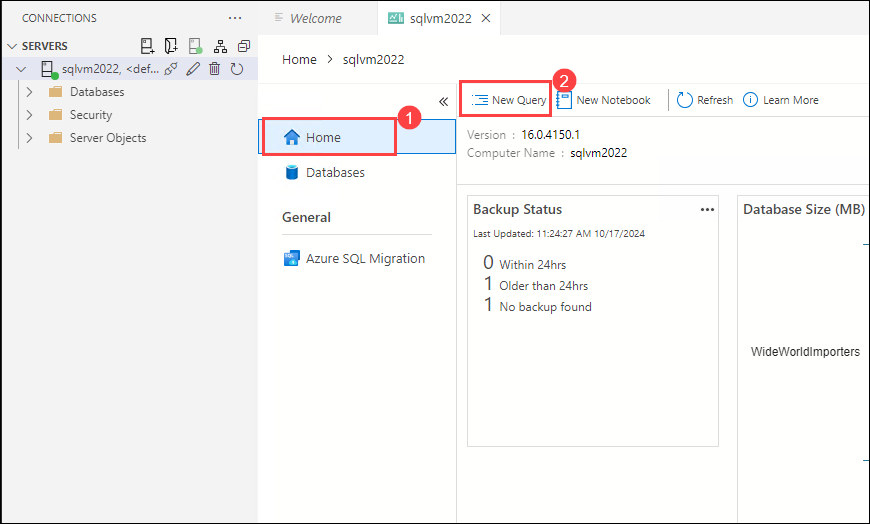 CONNECTIONS
SERVERS
sqlvm2022, <def...
Databases
Security
Server Objects
Welcome
sqlvm2022
Home > sqlvm2022
1
Home
Databases
General
Azure SQL Migration
2
New Query
New Notebook
Refresh
Learn More
Version : 16.0.4150.1
Computer Name : sqlvm2022
Backup Status
Last Updated: 11:24:27 AM 10/17/2024
0 Within 24hrs
1 Older than 24hrs
1 No backup found
Database Size (MB)
WideWorldImporters